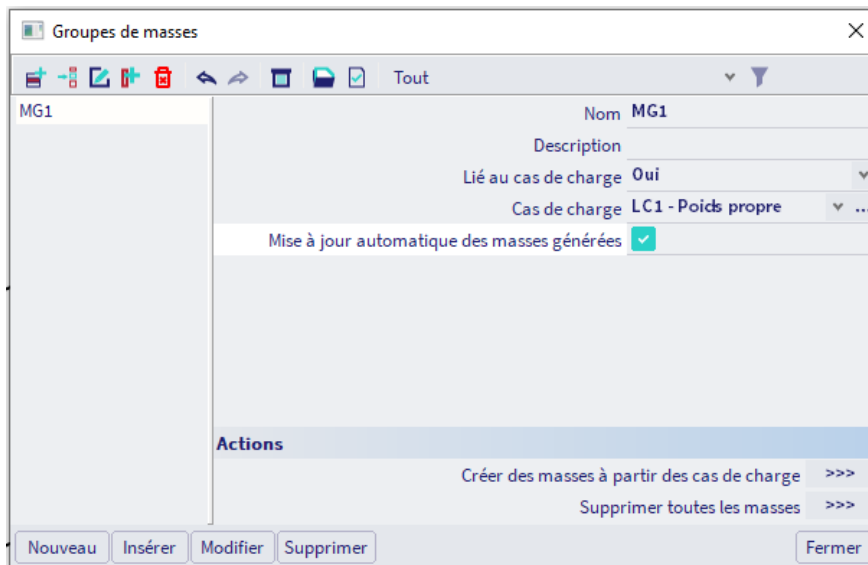 Groupes de masses
Tout
MG1
Nom MG1
Description
Lié au cas de charge Oui
Cas de charge LC1 - Poids propre ...
Mise à jour automatique des masses générées
Actions
Créer des masses à partir des cas de charge >>>
Supprimer toutes les masses >>>
Nouveau Insérer Modifier Supprimer Fermer